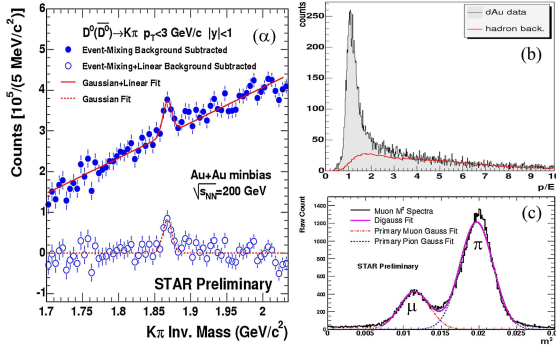 D⁰(D̅⁰)→Kπ pT<3 GeV/c |y|<1
(α)
Event-Mixing Background Subtracted
Event-Mixing+Linear Background Subtracted
Gaussian+Linear Fit
Gaussian Fit
Au+Au minbias
√sNN=200 GeV
STAR Preliminary
Counts [10⁵/(5 MeV/c²)]
6
5
4
3
2
1
0
-1
1.7 1.75 1.8 1.85 1.9 1.95 2
Kπ Inv. Mass (GeV/c²)
counts
250
200
150
100
50
0
dAu data
hadron back.
(b)
0 1 2 3 4 5 6 7 8 9 10
p/E
Raw Count
1400
1200
1000
800
600
400
200
0
Muon M² Spectra
Digauss Fit
Primary Muon Gauss Fit
Primary Pion Gauss Fit
(c)
STAR Preliminary
μ
π
0 0.005 0.01 0.015 0.02 0.025 0.03
m²